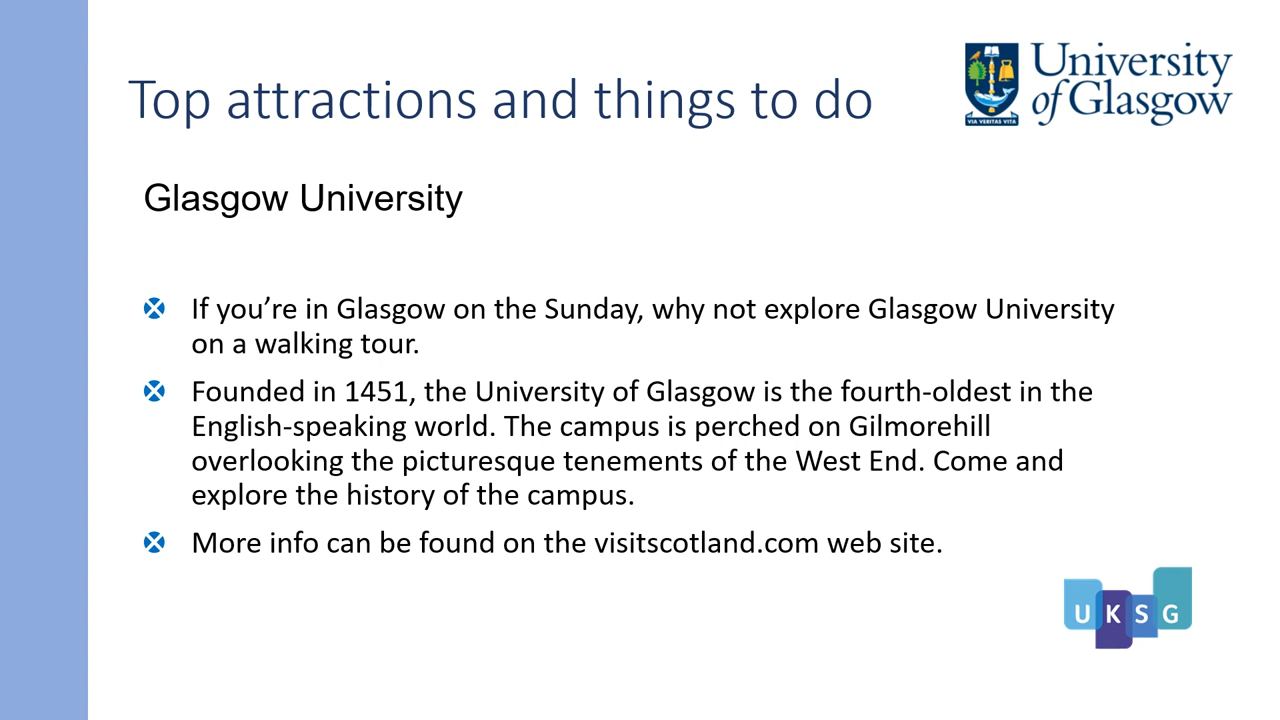 Top attractions and things to do
University
of Glasgow
VIA VERITAS VITA
Glasgow University
If you’re in Glasgow on the Sunday, why not explore Glasgow University
on a walking tour.
Founded in 1451, the University of Glasgow is the fourth-oldest in the
English-speaking world. The campus is perched on Gilmorehill
overlooking the picturesque tenements of the West End. Come and
explore the history of the campus.
More info can be found on the visitscotland.com web site.
UKSG